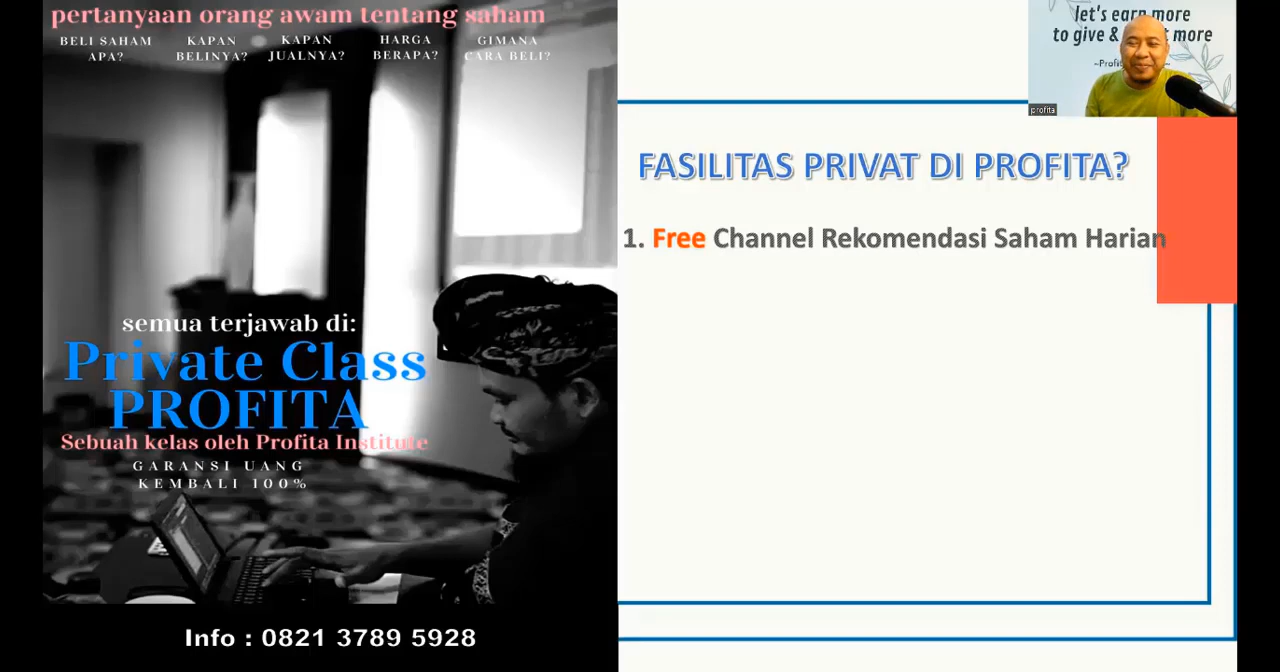 pertanyaan orang awam tentang saham
BELI SAHAM APA?
KAPAN BELINYA?
KAPAN JUALNYA?
HARGA BERAPA?
GIMANA CARA BELI?
semua terjawab di:
Private Class
PROFITA
Sebuah kelas oleh Profita Institute
GARANSI UANG
KEMBALI 100%
Info : 0821 3789 5928
let's earn more
to give & more
profita
FASILITAS PRIVAT DI PROFITA?
1. Free Channel Rekomendasi Saham Harian